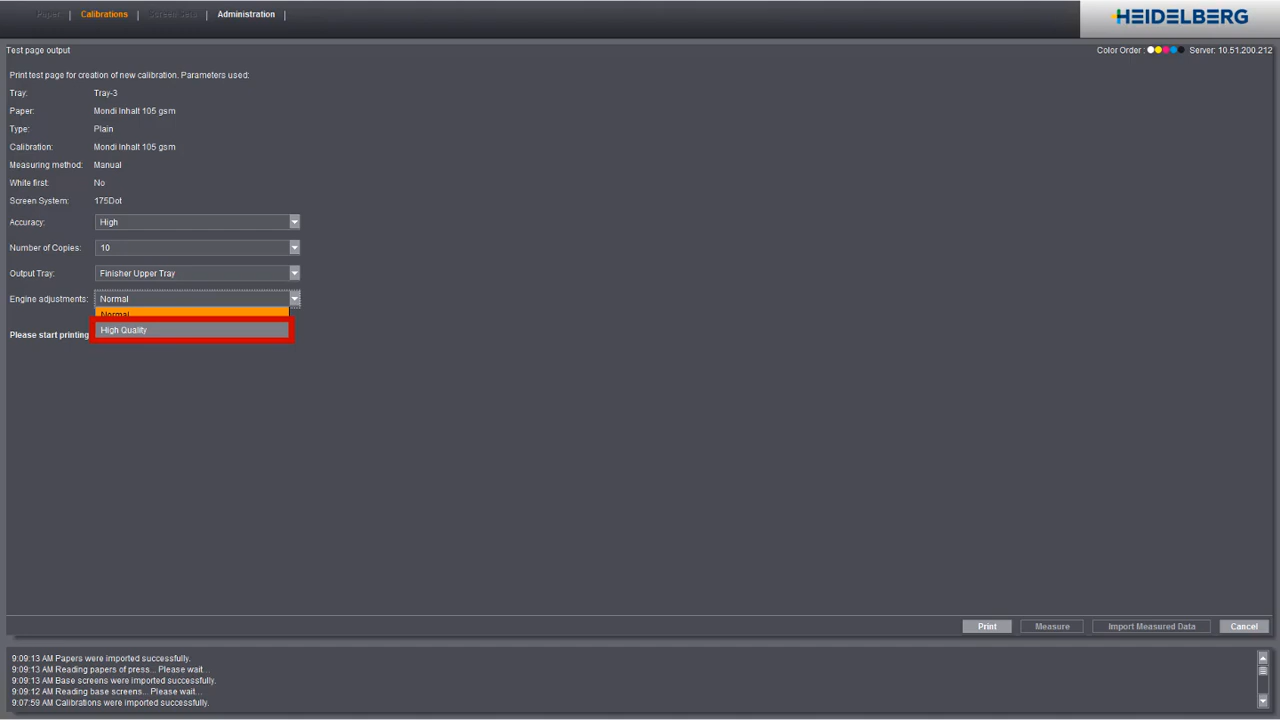 Paper | Calibrations | Screen Sets | Administration |
HEIDELBERG
Test page output
Color Order : Server: 10.51.200.212
Print test page for creation of new calibration. Parameters used:
Tray: Tray-3
Paper: Mondi Inhalt 105 gsm
Type: Plain
Calibration: Mondi Inhalt 105 gsm
Measuring method: Manual
White first: No
Screen System: 175Dot
Accuracy: High
Number of Copies: 10
Output Tray: Finisher Upper Tray
Engine adjustments: Normal
Normal
High Quality
Please start printing
Print Measure Import Measured Data Cancel
9:09:13 AM Papers were imported successfully.
9:09:13 AM Reading papers of press... Please wait...
9:09:13 AM Base screens were imported successfully.
9:09:12 AM Reading base screens... Please wait...
9:07:59 AM Calibrations were imported successfully.